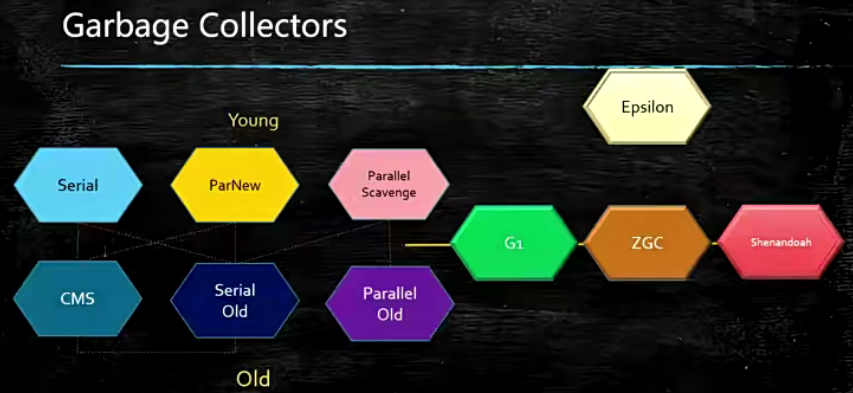 Garbage Collectors
Epsilon
Young
Serial
ParNew
Parallel
Scavenge
G1
ZGC
Shenandoah
CMS
Serial
Old
Parallel
Old
Old